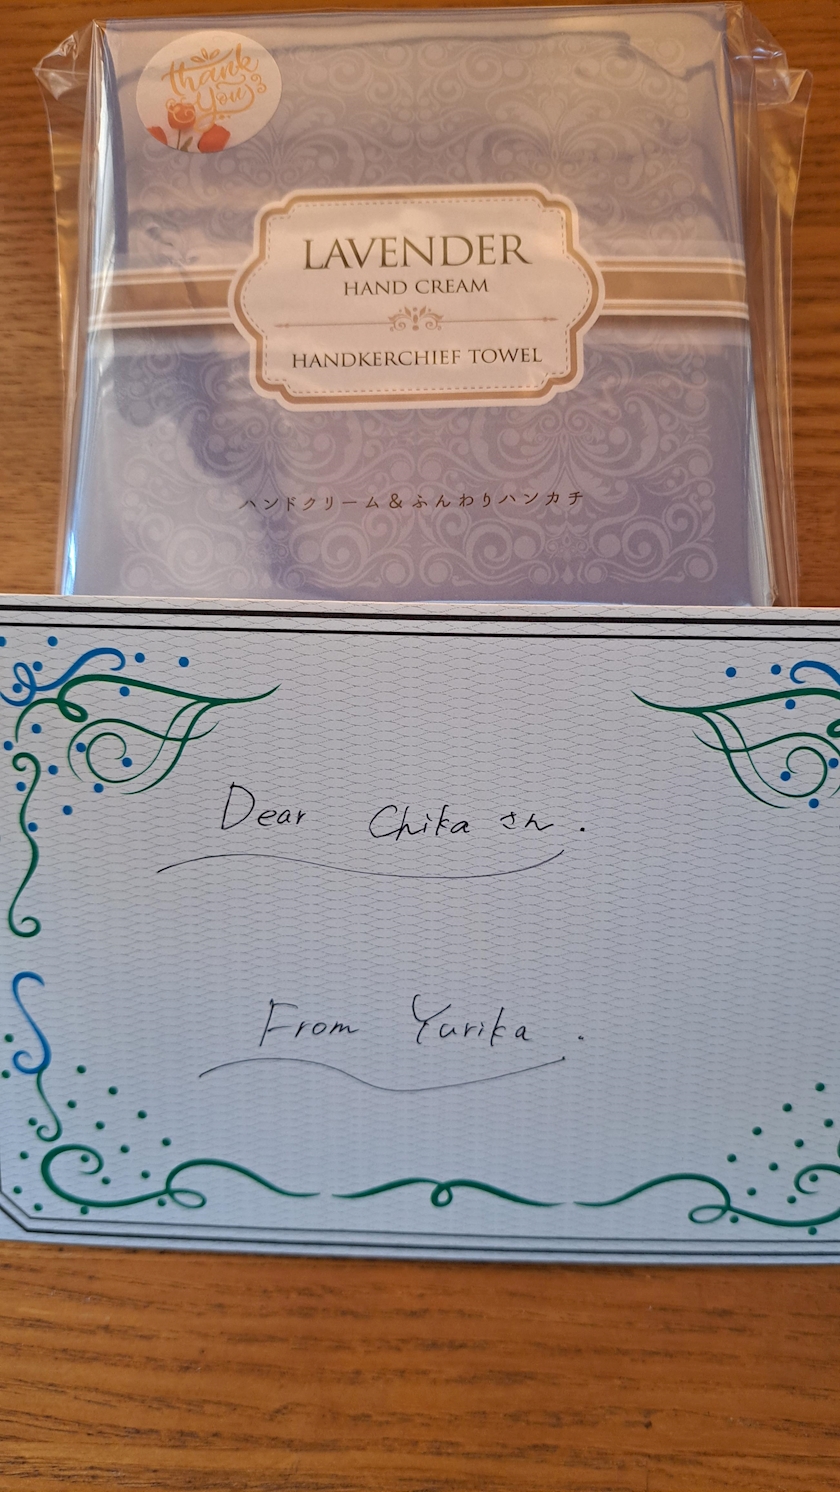 thank
you
LAVENDER
HAND CREAM
HANDKERCHIEF TOWEL
ハンドクリーム&ふんわりハンカチ
Dear Chika さん.
From Yurika.